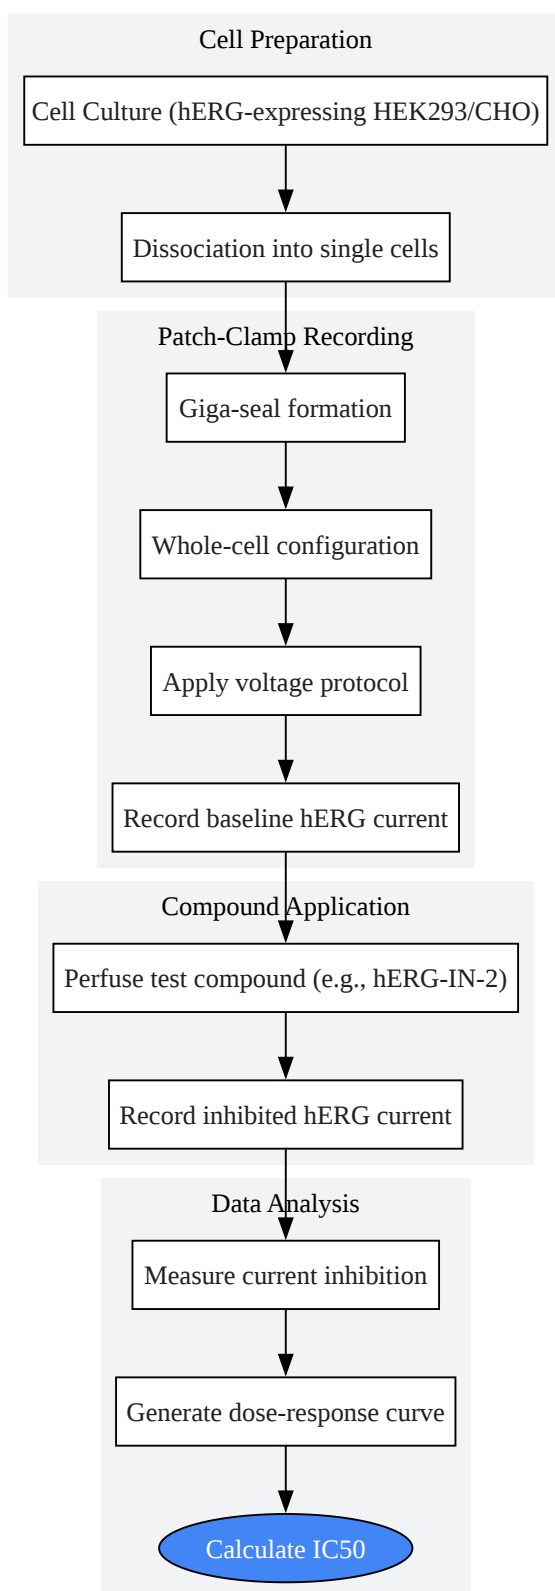 Cell Preparation
Cell Culture (hERG-expressing HEK293/CHO)
Dissociation into single cells
Patch-Clamp Recording
Giga-seal formation
Whole-cell configuration
Apply voltage protocol
Record baseline hERG current
Compound Application
Perfuse test compound (e.g., hERG-IN-2)
Record inhibited hERG current
Data Analysis
Measure current inhibition
Generate dose-response curve
Calculate IC50